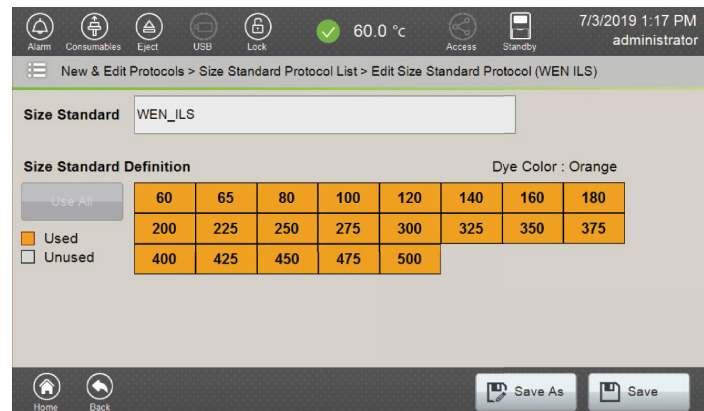 60.0 °c
7/3/2019 1:17 PM
Alarm Consumables Eject USB Lock Access Standby administrator
New & Edit Protocols > Size Standard Protocol List > Edit Size Standard Protocol (WEN ILS)
Size Standard WEN_ILS
Size Standard Definition Dye Color : Orange
Use All 60 65 80 100 120 140 160 180
Used 200 225 250 275 300 325 350 375
Unused 400 425 450 475 500
Save As Save
Home Back